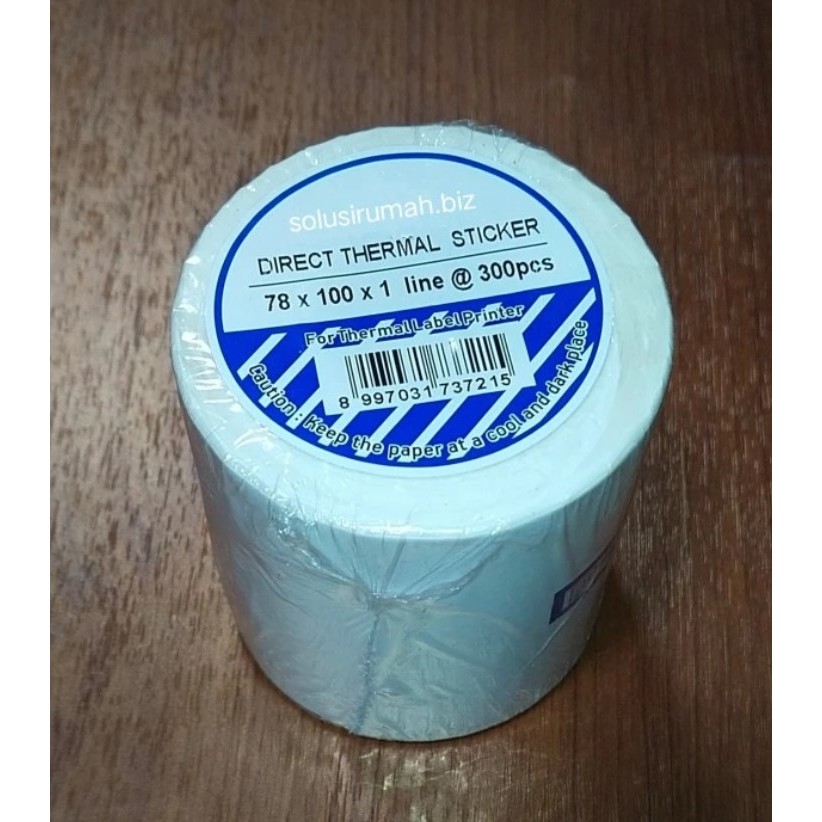 solusirumah.biz
DIRECT THERMAL STICKER
78 x 100 x 1 line @ 300pcs
For Thermal Label Printer
8 997031 737215
Caution : Keep the paper at a cool and dark place